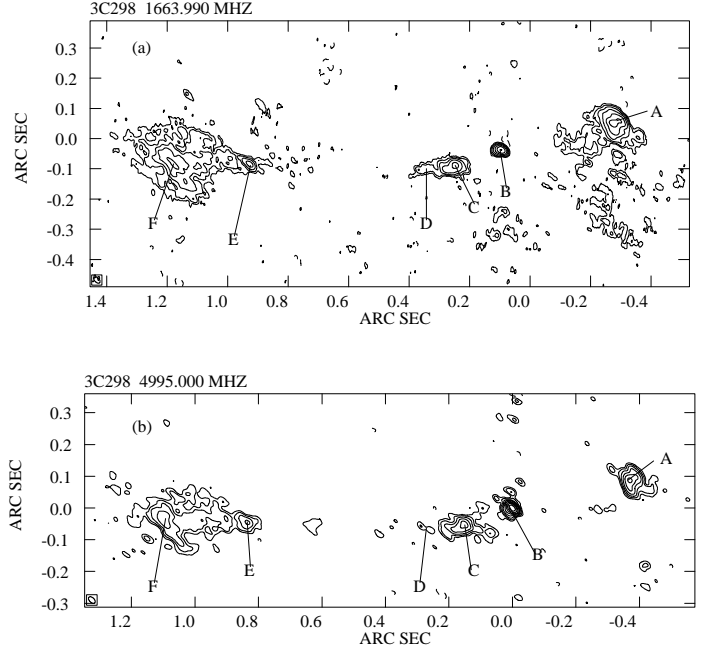 3C298 1663.990 MHZ
(a)
0.3
0.2
0.1
0.0
-0.1
-0.2
-0.3
-0.4
ARC SEC
A
B
C
D
E
F
1.4 1.2 1.0 0.8 0.6 0.4 0.2 0.0 -0.2 -0.4
ARC SEC
3C298 4995.000 MHZ
(b)
0.3
0.2
0.1
0.0
-0.1
-0.2
-0.3
ARC SEC
A
B
C
D
E
F
1.2 1.0 0.8 0.6 0.4 0.2 0.0 -0.2 -0.4
ARC SEC